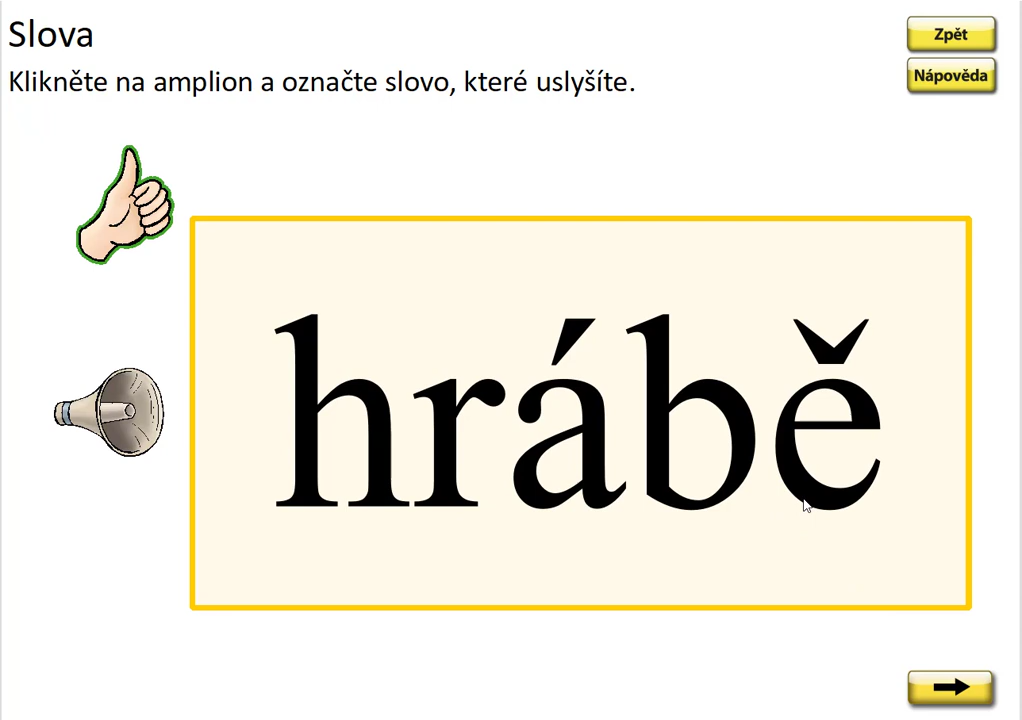 Slova
Zpět
Klikněte na amplion a označte slovo, které uslyšíte.
Nápověda
hrábě